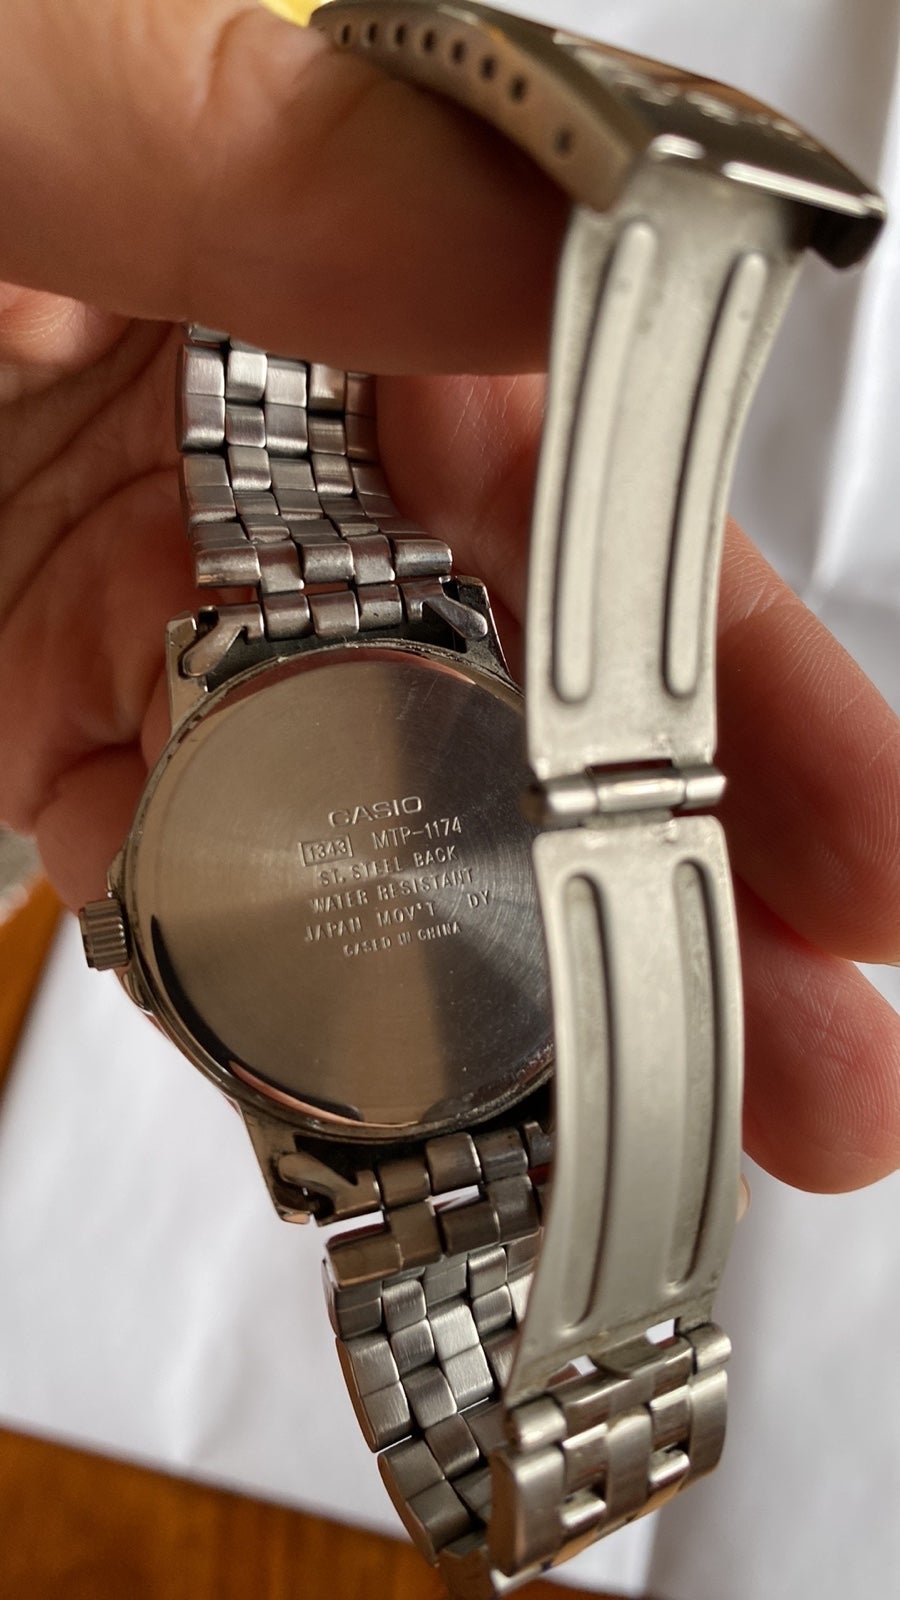 CASIO
1343 MTP-1174
ST. STEEL BACK
WATER RESISTANT
JAPAN MOV'T DY
CASED IN CHINA